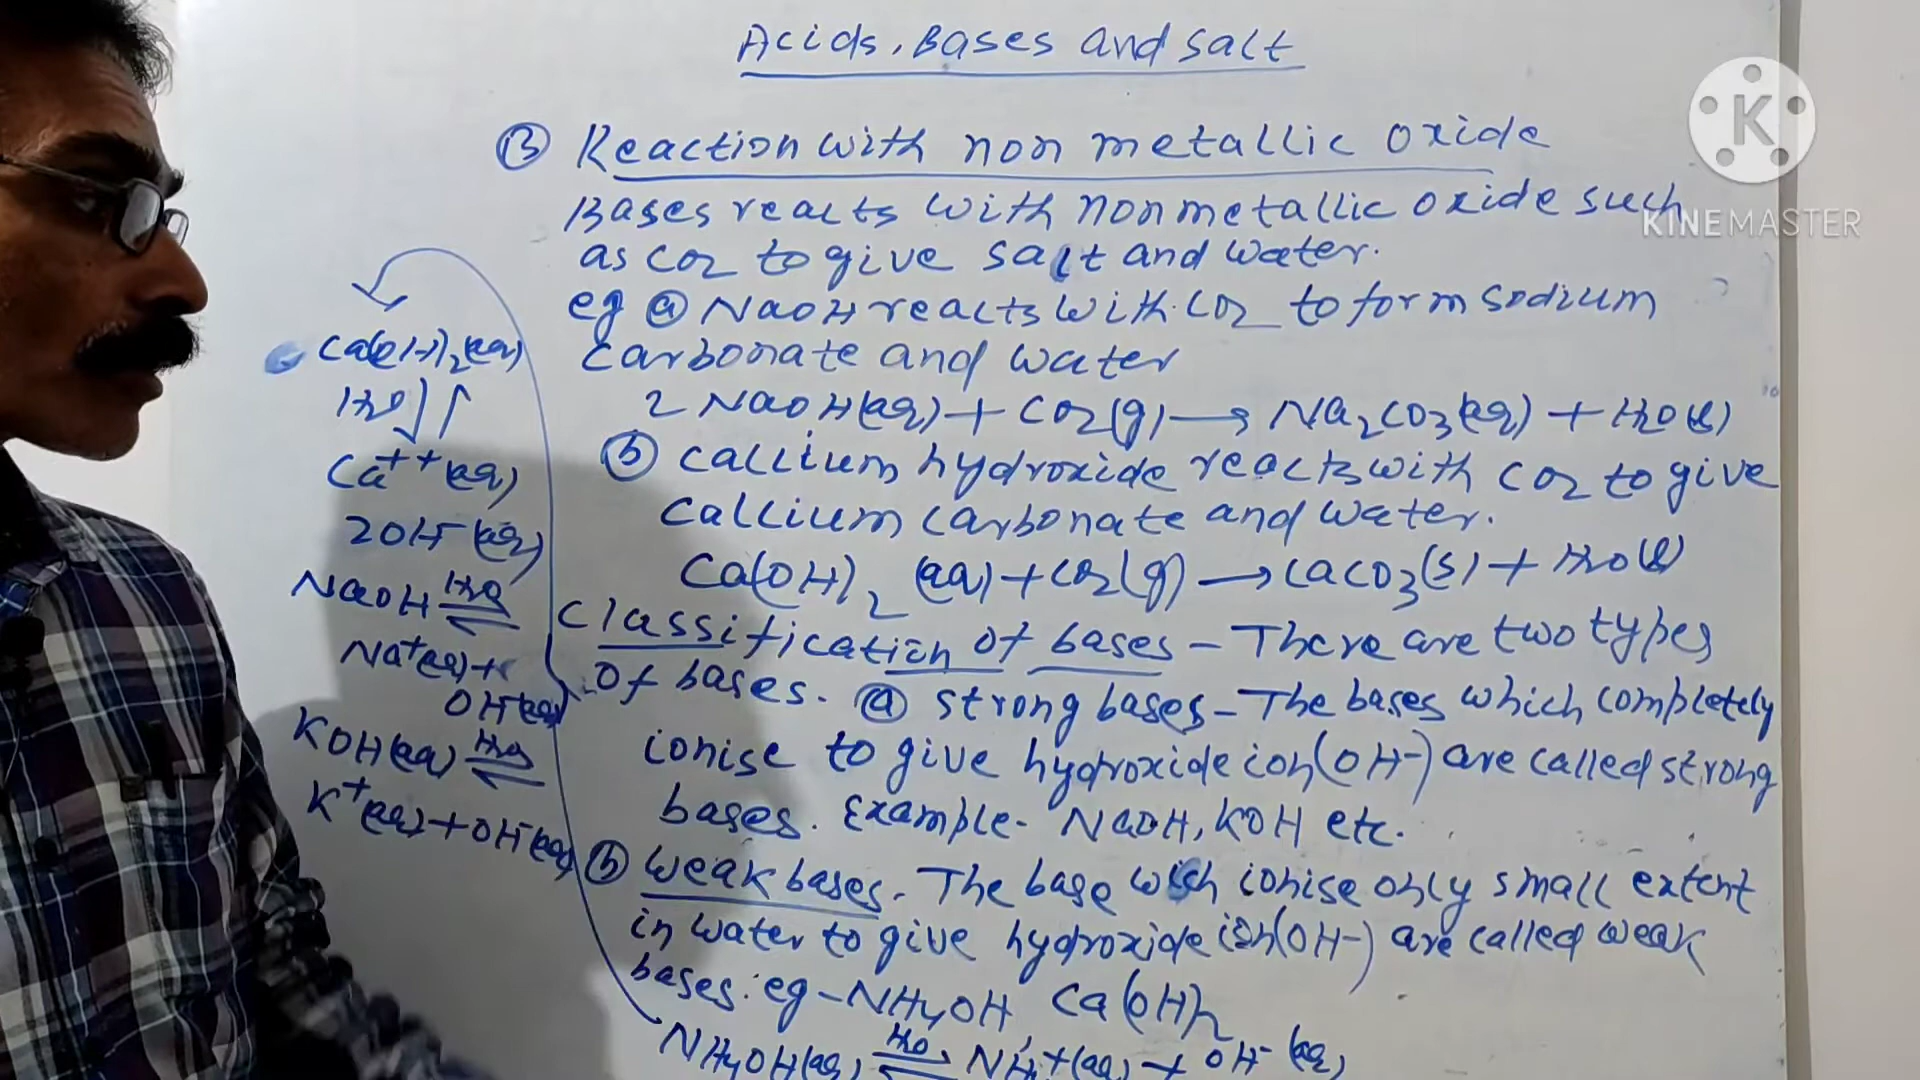 Acids, Bases and Salt
K
KINEMASTER
B Reaction with non metallic oxide
Bases reacts with non metallic oxide such
as CO2 to give salt and water.
eg (a) NaOH reacts with CO2 to form sodium
carbonate and water
2 NaOH(aq) + CO2(g) → Na2CO3(aq) + H2O(l)
(b) Calcium hydroxide reacts with CO2 to give
calcium carbonate and water.
Ca(OH)2 (aq) + CO2(g) → CaCO3(s) + H2O(l)
Classification of bases - There are two types
of bases. (a) strong bases - The bases which completely
ionise to give hydroxide ion (OH-) are called strong
bases. Example - NaOH, KOH etc.
(b) Weak bases - The base wich ionise only small extent
in water to give hydroxide ion (OH-) are called weak
bases: eg - NH4OH, Ca(OH)2
NH4OH(aq) ⇌ H2O NH4+(aq) + OH- (aq)
Ca(OH)2(aq)
H2O ↓↑
Ca++ (aq)
2OH- (aq)
NaOH ⇌ H2O
Na+(aq) +
OH-(aq)
KOH(aq) ⇌ H2O
K+(aq) + OH-(aq)